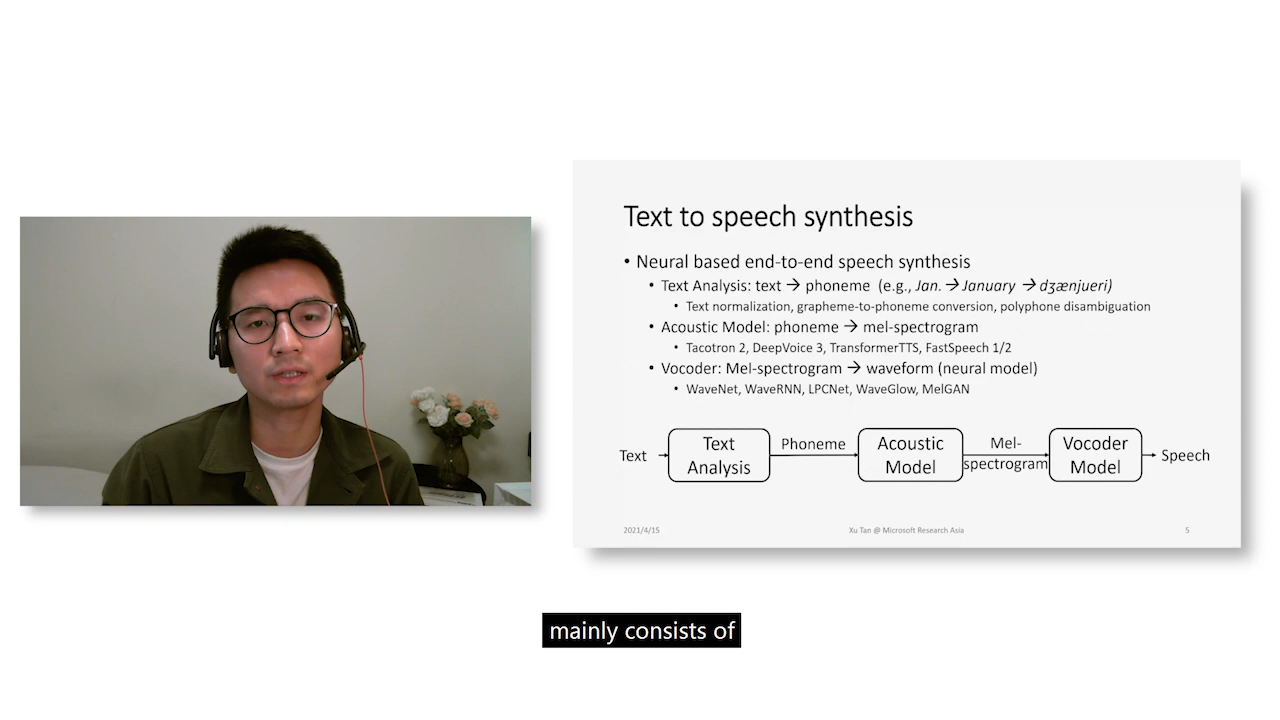 Text to speech synthesis
• Neural based end-to-end speech synthesis
• Text Analysis: text → phoneme (e.g., Jan. → January → dʒænjueri)
• Text normalization, grapheme-to-phoneme conversion, polyphone disambiguation
• Acoustic Model: phoneme → mel-spectrogram
• Tacotron 2, DeepVoice 3, TransformerTTS, FastSpeech 1/2
• Vocoder: Mel-spectrogram → waveform (neural model)
• WaveNet, WaveRNN, LPCNet, WaveGlow, MelGAN
Text
Text
Analysis
Phoneme
Acoustic
Model
Mel-
spectrogram
Vocoder
Model
Speech
2021/4/15
Xu Tan @ Microsoft Research Asia
5
mainly consists of